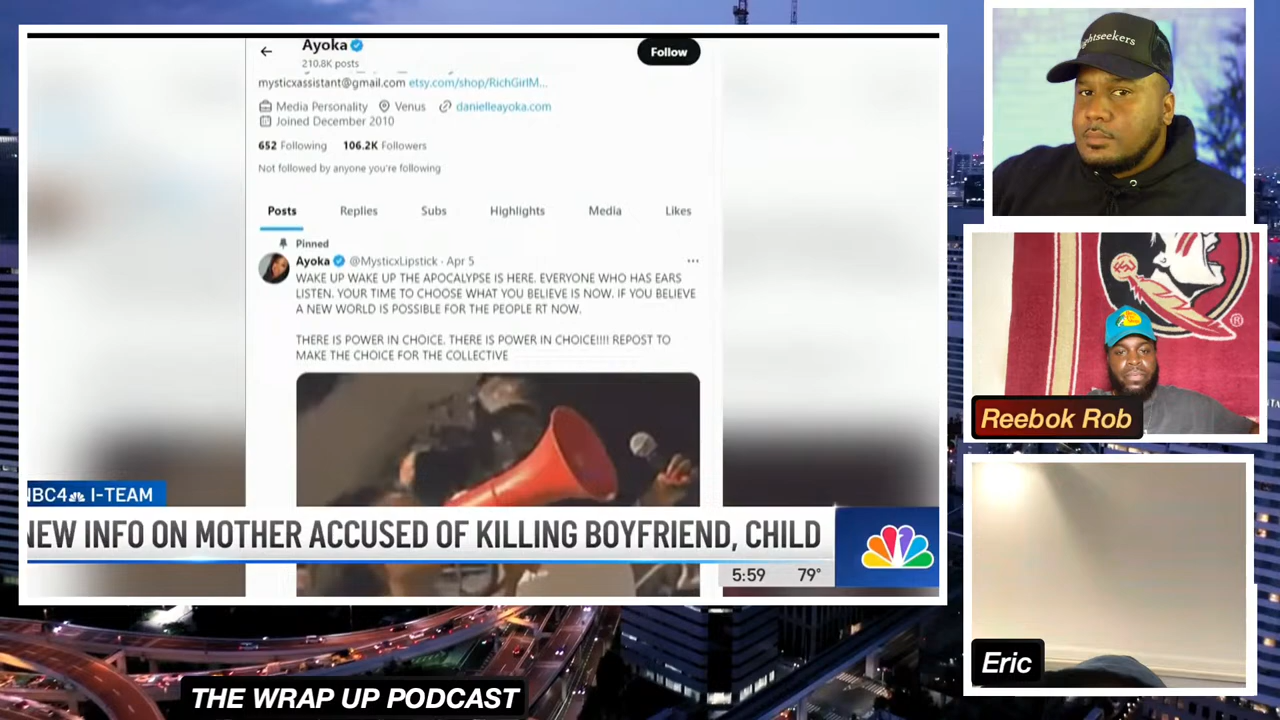 Ayoka
210.8K posts
Follow
mysticxassistant@gmail.com etsy.com/shop/RichGirlM...
Media Personality Venus danielleayoka.com
Joined December 2010
652 Following 106.2K Followers
Not followed by anyone you're following
Posts Replies Subs Highlights Media Likes
Pinned
Ayoka @MysticxLipstick · Apr 5
WAKE UP WAKE UP THE APOCALYPSE IS HERE. EVERYONE WHO HAS EARS
LISTEN. YOUR TIME TO CHOOSE WHAT YOU BELIEVE IS NOW. IF YOU BELIEVE
A NEW WORLD IS POSSIBLE FOR THE PEOPLE RT NOW.
THERE IS POWER IN CHOICE. THERE IS POWER IN CHOICE!!!! REPOST TO
MAKE THE CHOICE FOR THE COLLECTIVE
NBC4 I-TEAM
NEW INFO ON MOTHER ACCUSED OF KILLING BOYFRIEND, CHILD
5:59 79°
ghtseekers
FSU
®
Reebok Rob
Eric
THE WRAP UP PODCAST